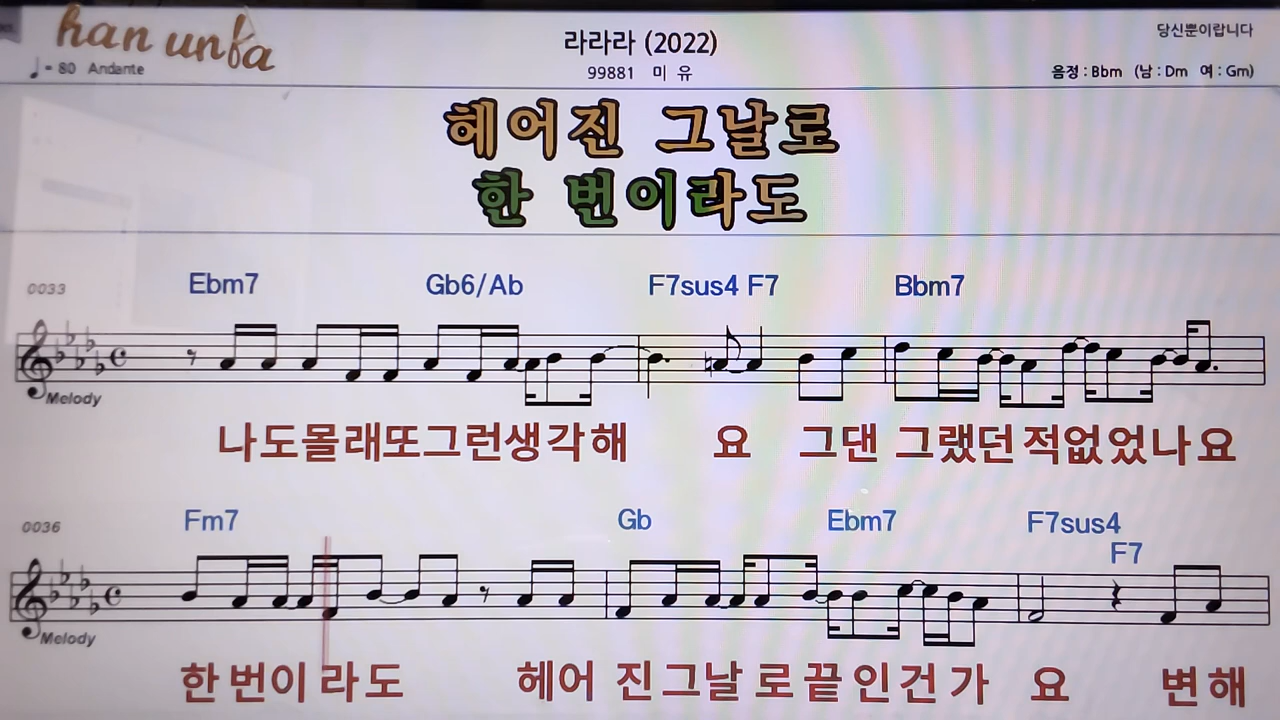 han unfa
라라라 (2022)
당신뿐이랍니다
♩= 80 Andante
99881 미 유
음정 : Bbm (남 : Dm 여 : Gm)
헤어진 그날로
한 번이라도
0033 Ebm7 Gb6/Ab F7sus4 F7 Bbm7
Melody
나도몰래또그런생각해 요 그댄 그랬던적없었나요
0036 Fm7 Gb Ebm7 F7sus4
F7
Melody
한번이 라도 헤어 진그날 로끝인건가 요 변해